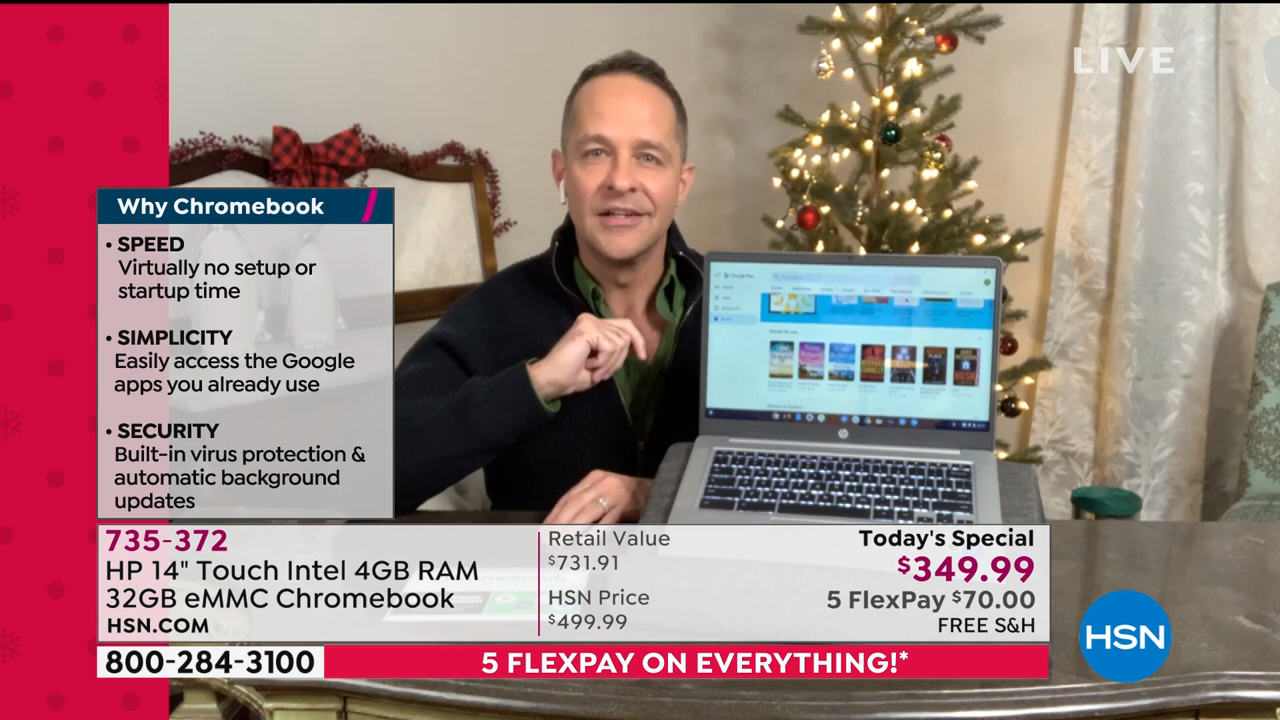 LIVE
Why Chromebook
• SPEED
Virtually no setup or
startup time
• SIMPLICITY
Easily access the Google
apps you already use
• SECURITY
Built-in virus protection &
automatic background
updates
Google Play
hp
735-372
HP 14" Touch Intel 4GB RAM
32GB eMMC Chromebook
HSN.COM
Retail Value
$731.91
HSN Price
$499.99
Today's Special
$349.99
5 FlexPay $70.00
FREE S&H
HSN
800-284-3100
5 FLEXPAY ON EVERYTHING!*